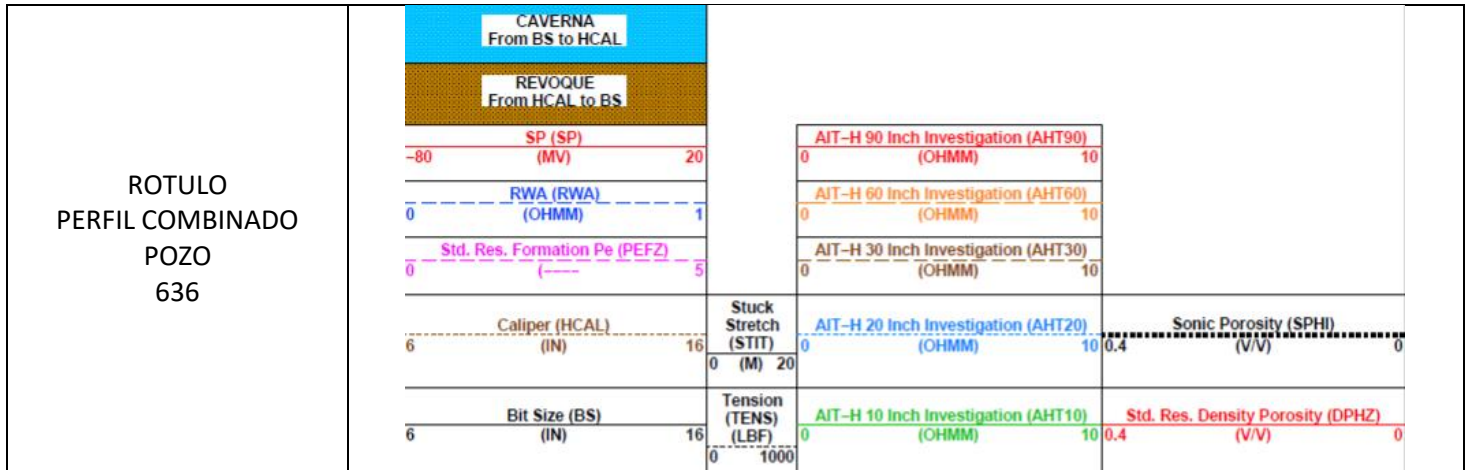 ROTULO
PERFIL COMBINADO
POZO
636
CAVERNA
From BS to HCAL
REVOQUE
From HCAL to BS
SP (SP)
-80 (MV) 20
RWA (RWA)
0 (OHMM) 1
Std. Res. Formation Pe (PEFZ)
0 (---- 5
Caliper (HCAL)
6 (IN) 16
Bit Size (BS)
6 (IN) 16
Stuck
Stretch
(STIT)
0 (M) 20
Tension
(TENS)
(LBF)
0 1000
AIT-H 90 Inch Investigation (AHT90)
0 (OHMM) 10
AIT-H 60 Inch Investigation (AHT60)
0 (OHMM) 10
AIT-H 30 Inch Investigation (AHT30)
0 (OHMM) 10
AIT-H 20 Inch Investigation (AHT20)
0 (OHMM) 10
AIT-H 10 Inch Investigation (AHT10)
0 (OHMM) 10
Sonic Porosity (SPHI)
0.4 (V/V) 0
Std. Res. Density Porosity (DPHZ)
0.4 (V/V) 0